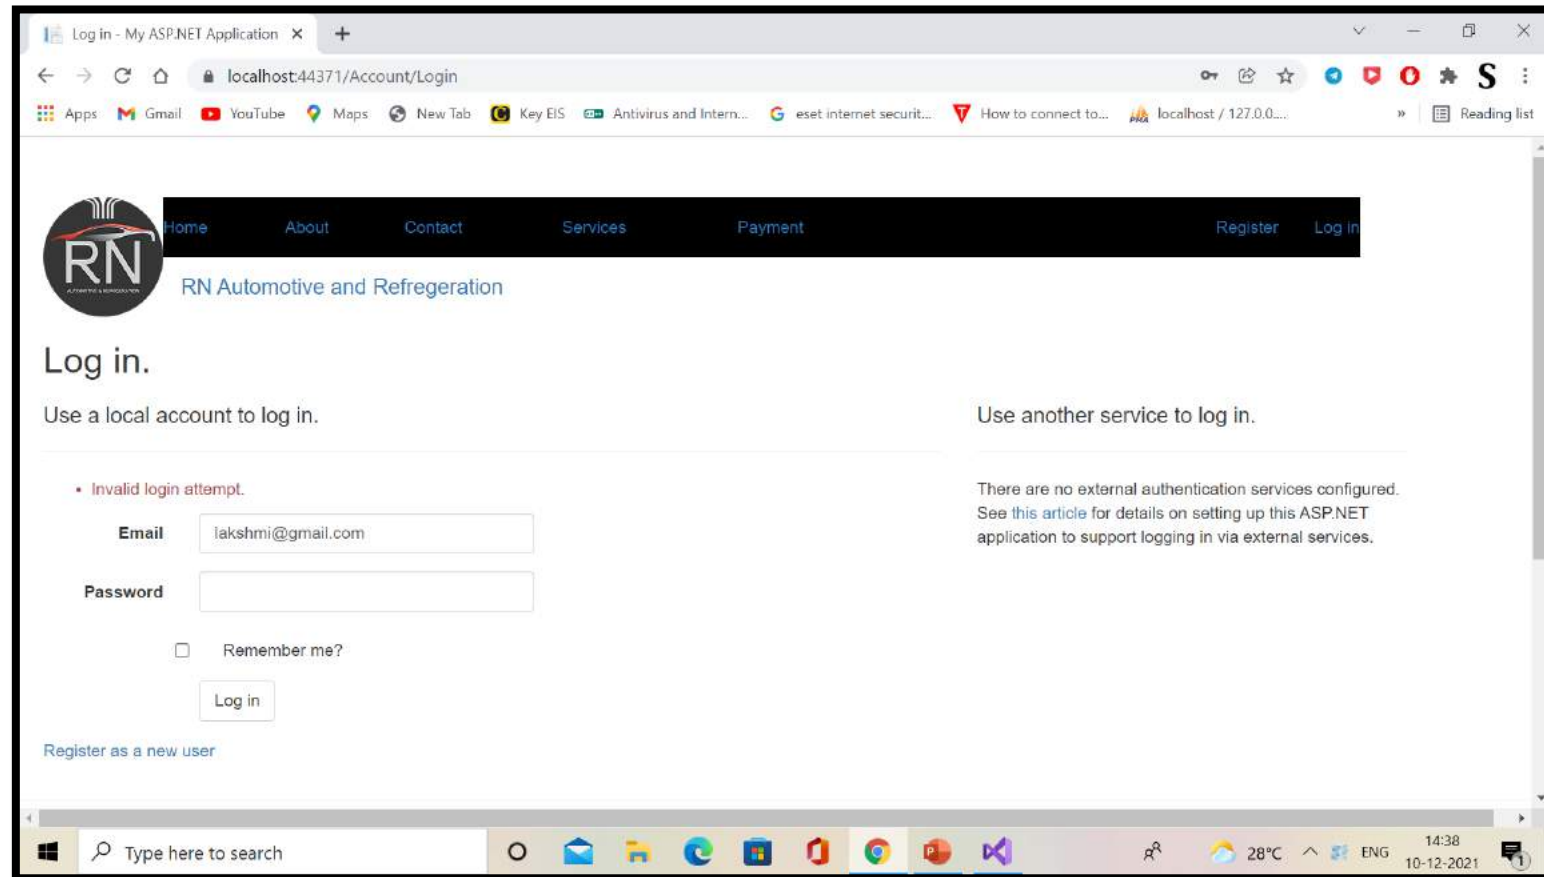 Log in - My ASP.NET Application
localhost:44371/Account/Login
Apps Gmail YouTube Maps New Tab Key EIS Antivirus and Intern... eset internet securit... How to connect to... localhost / 127.0.0.... » Reading list
Home About Contact Services Payment Register Log in
RN
RN Automotive and Refregeration
Log in.
Use a local account to log in.
Use another service to log in.
• Invalid login attempt.
There are no external authentication services configured.
See this article for details on setting up this ASP.NET
application to support logging in via external services.
Email lakshmi@gmail.com
Password
Remember me?
Log in
Register as a new user
Type here to search
28°C ENG
14:38
10-12-2021
1